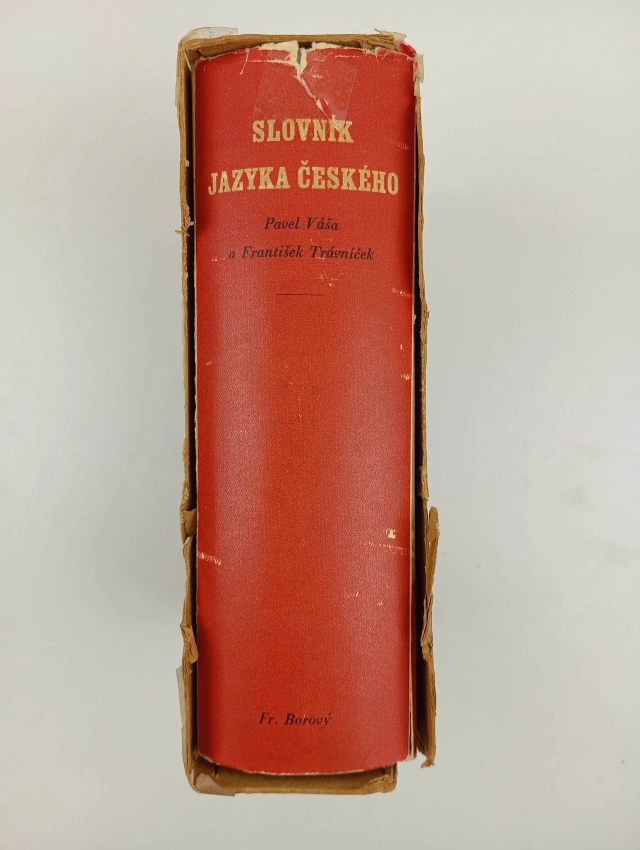 SLOVNÍK
JAZYKA ČESKÉHO
Pavel Váša
a František Trávníček
Fr. Borový